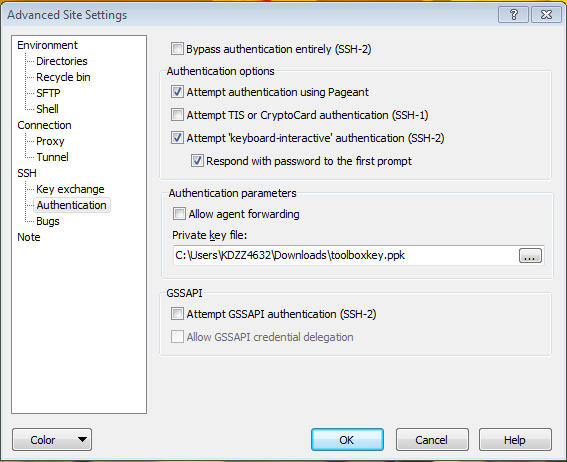 Advanced Site Settings
Environment
Directories
Recycle bin
SFTP
Shell
Connection
Proxy
Tunnel
SSH
Key exchange
Authentication
Bugs
Note
Bypass authentication entirely (SSH-2)
Authentication options
Attempt authentication using Pageant
Attempt TIS or CryptoCard authentication (SSH-1)
Attempt 'keyboard-interactive' authentication (SSH-2)
Respond with password to the first prompt
Authentication parameters
Allow agent forwarding
Private key file:
C:\Users\KDZZ4632\Downloads\toolboxkey.ppk
...
GSSAPI
Attempt GSSAPI authentication (SSH-2)
Allow GSSAPI credential delegation
Color
OK
Cancel
Help